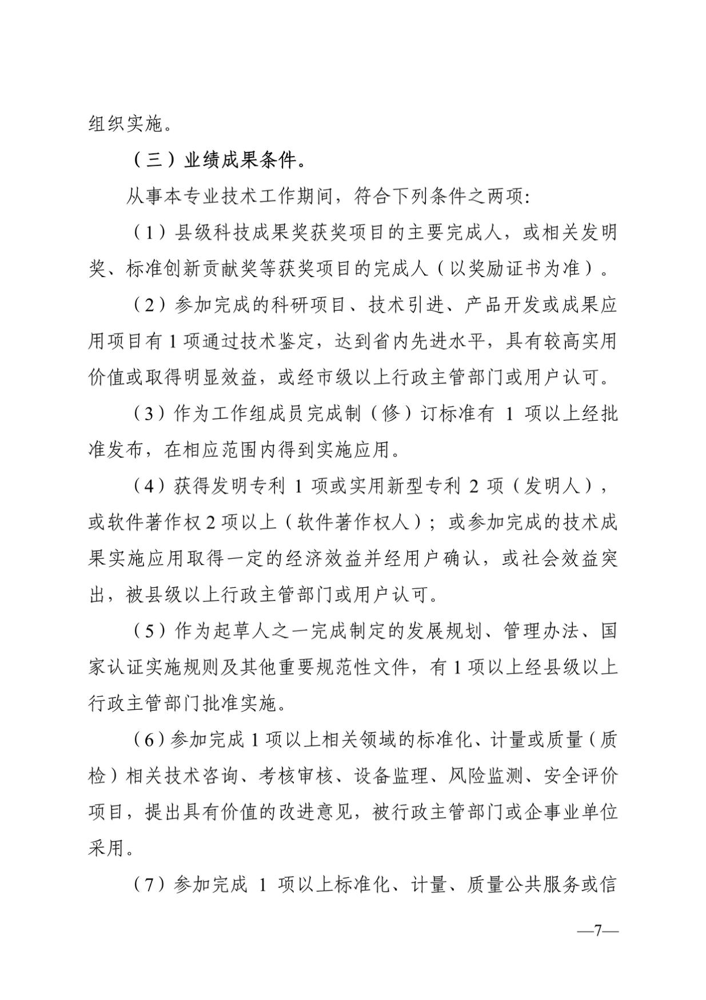 组织实施。
（三）业绩成果条件。
从事本专业技术工作期间，符合下列条件之两项：
（1）县级科技成果奖获奖项目的主要完成人，或相关发明
奖、标准创新贡献奖等获奖项目的完成人（以奖励证书为准）。
（2）参加完成的科研项目、技术引进、产品开发或成果应
用项目有 1 项通过技术鉴定，达到省内先进水平，具有较高实用
价值或取得明显效益，或经市级以上行政主管部门或用户认可。
（3）作为工作组成员完成制（修）订标准有 1 项以上经批
准发布，在相应范围内得到实施应用。
（4）获得发明专利 1 项或实用新型专利 2 项（发明人），
或软件著作权 2 项以上（软件著作权人）；或参加完成的技术成
果实施应用取得一定的经济效益并经用户确认，或社会效益突
出，被县级以上行政主管部门或用户认可。
（5）作为起草人之一完成制定的发展规划、管理办法、国
家认证实施规则及其他重要规范性文件，有 1 项以上经县级以上
行政主管部门批准实施。
（6）参加完成 1 项以上相关领域的标准化、计量或质量（质
检）相关技术咨询、考核审核、设备监理、风险监测、安全评价
项目，提出具有价值的改进意见，被行政主管部门或企事业单位
采用。
（7）参加完成 1 项以上标准化、计量、质量公共服务或信
—7—